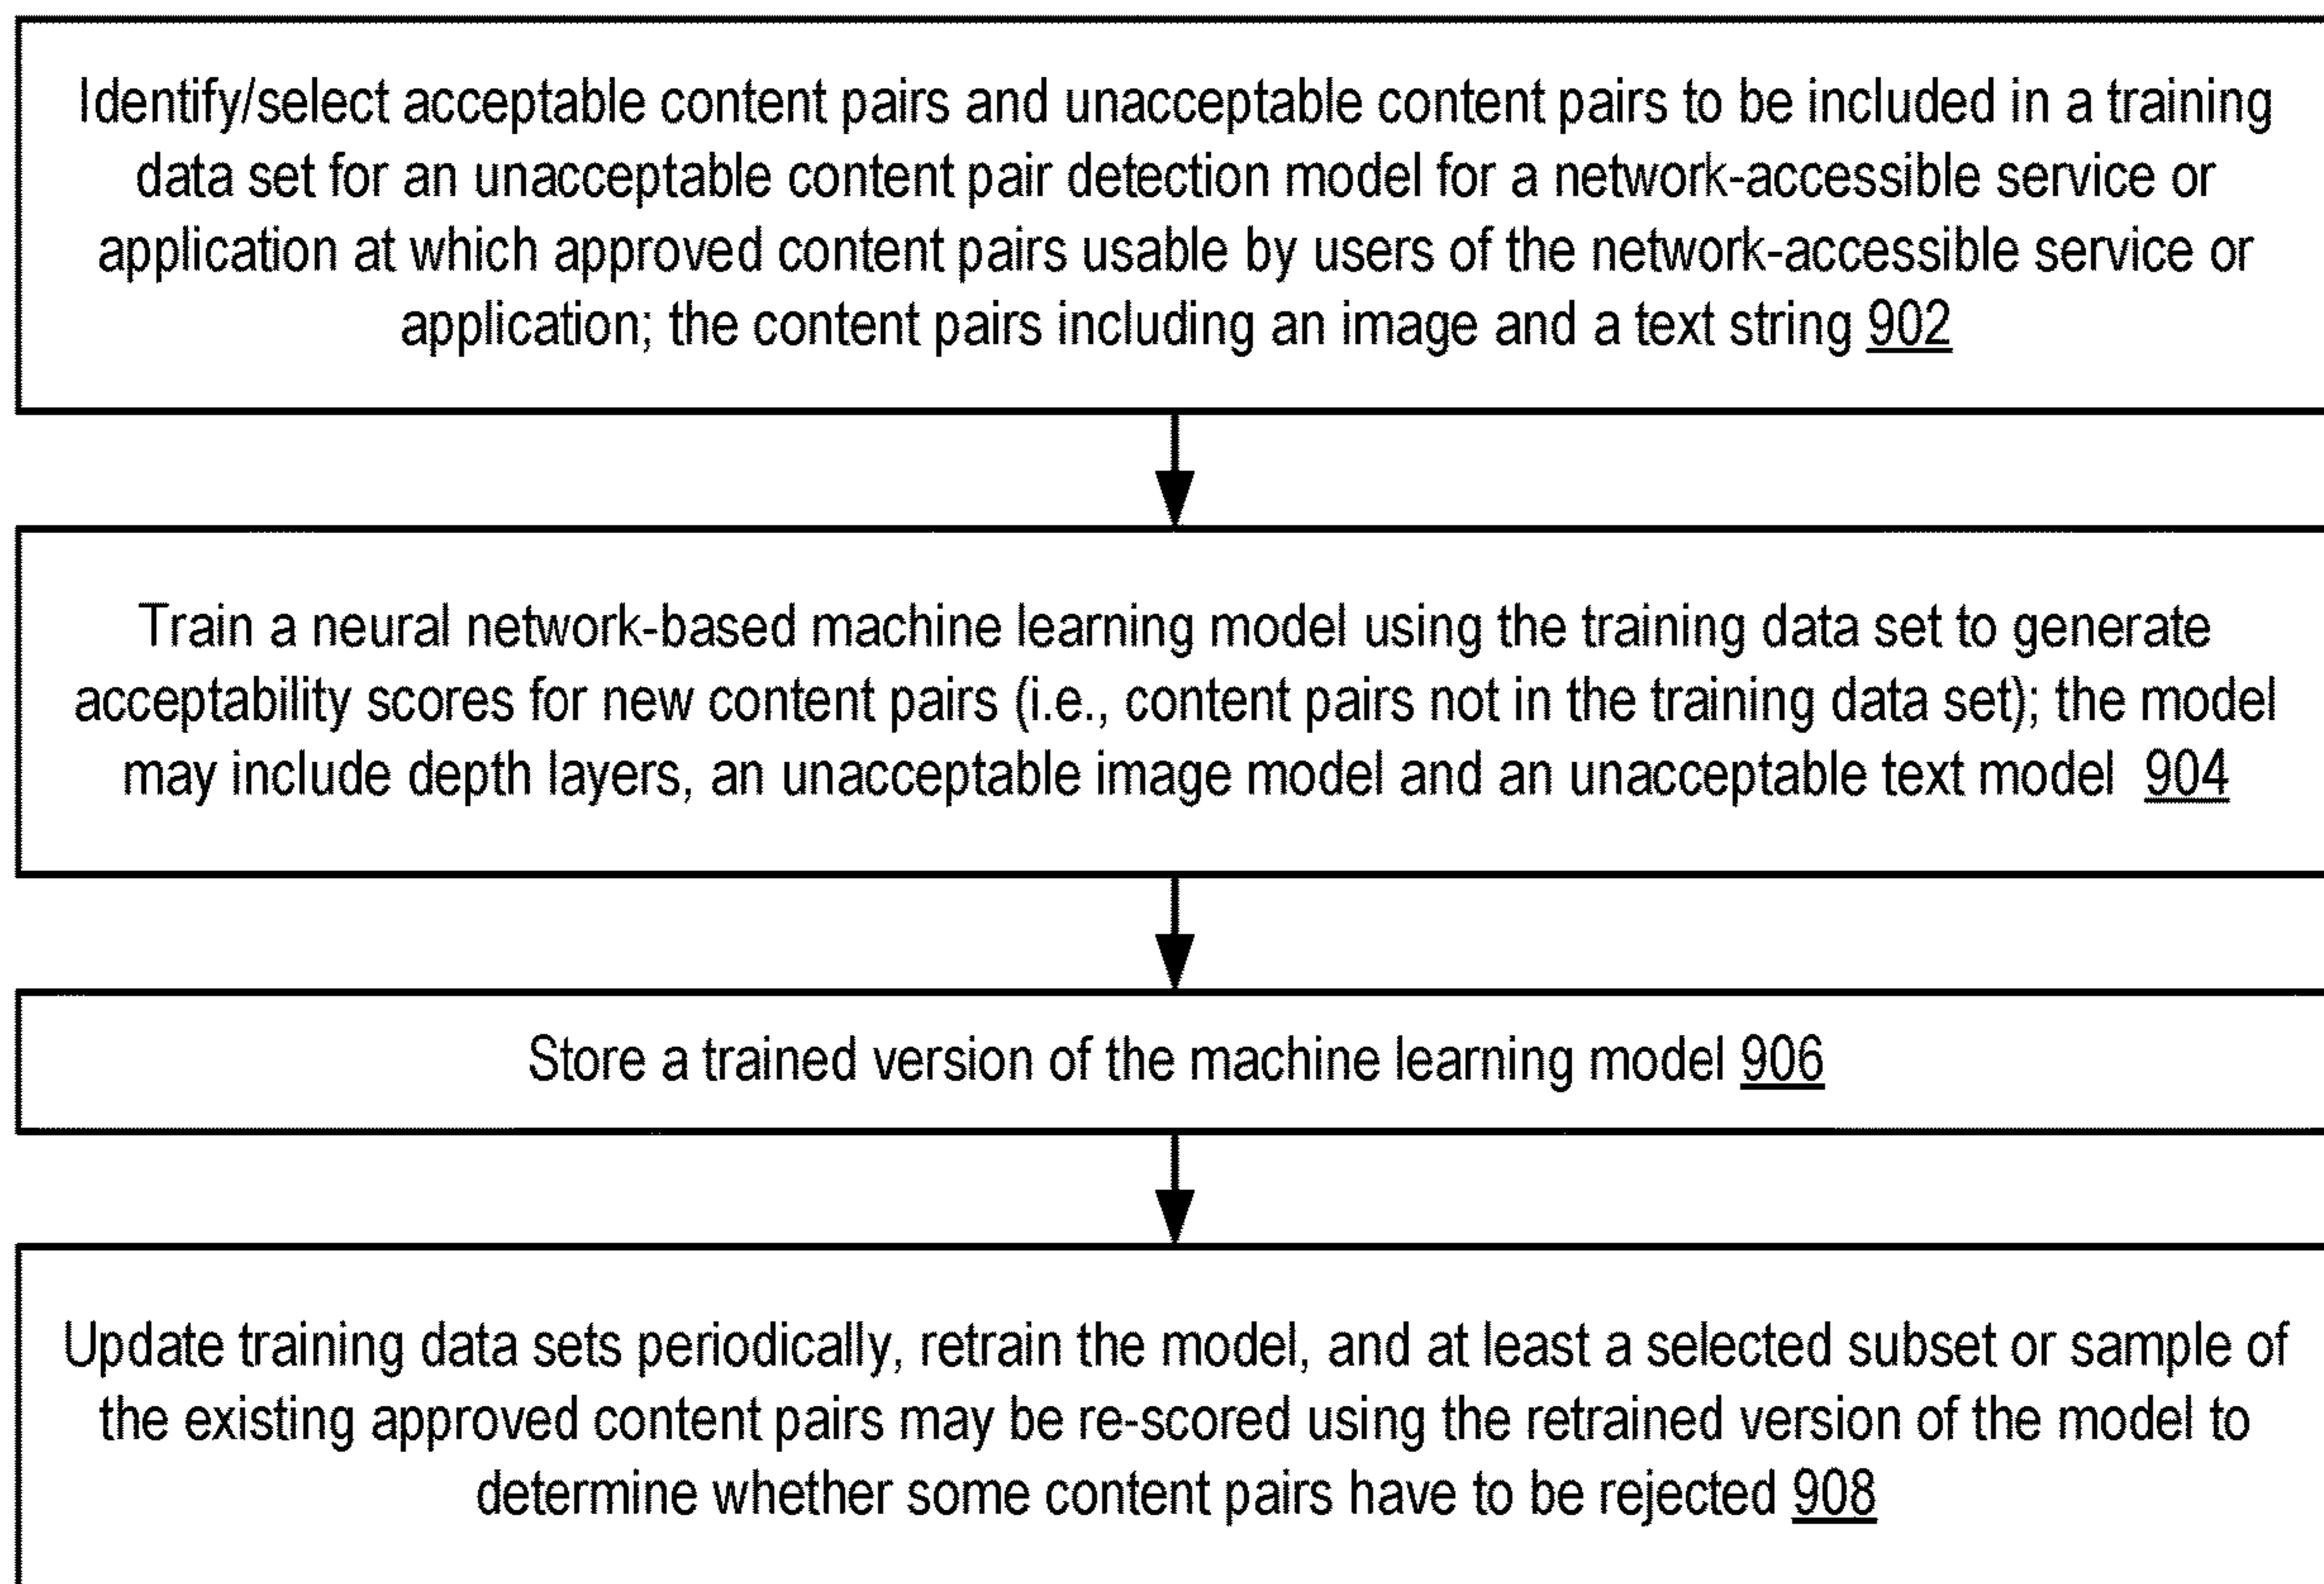 Identify/select acceptable content pairs and unacceptable content pairs to be included in a training
data set for an unacceptable content pair detection model for a network-accessible service or
application at which approved content pairs usable by users of the network-accessible service or
application; the content pairs including an image and a text string 902
Train a neural network-based machine learning model using the training data set to generate
acceptability scores for new content pairs (i.e., content pairs not in the training data set); the model
may include depth layers, an unacceptable image model and an unacceptable text model 904
Store a trained version of the machine learning model 906
Update training data sets periodically, retrain the model, and at least a selected subset or sample of
the existing approved content pairs may be re-scored using the retrained version of the model to
determine whether some content pairs have to be rejected 908